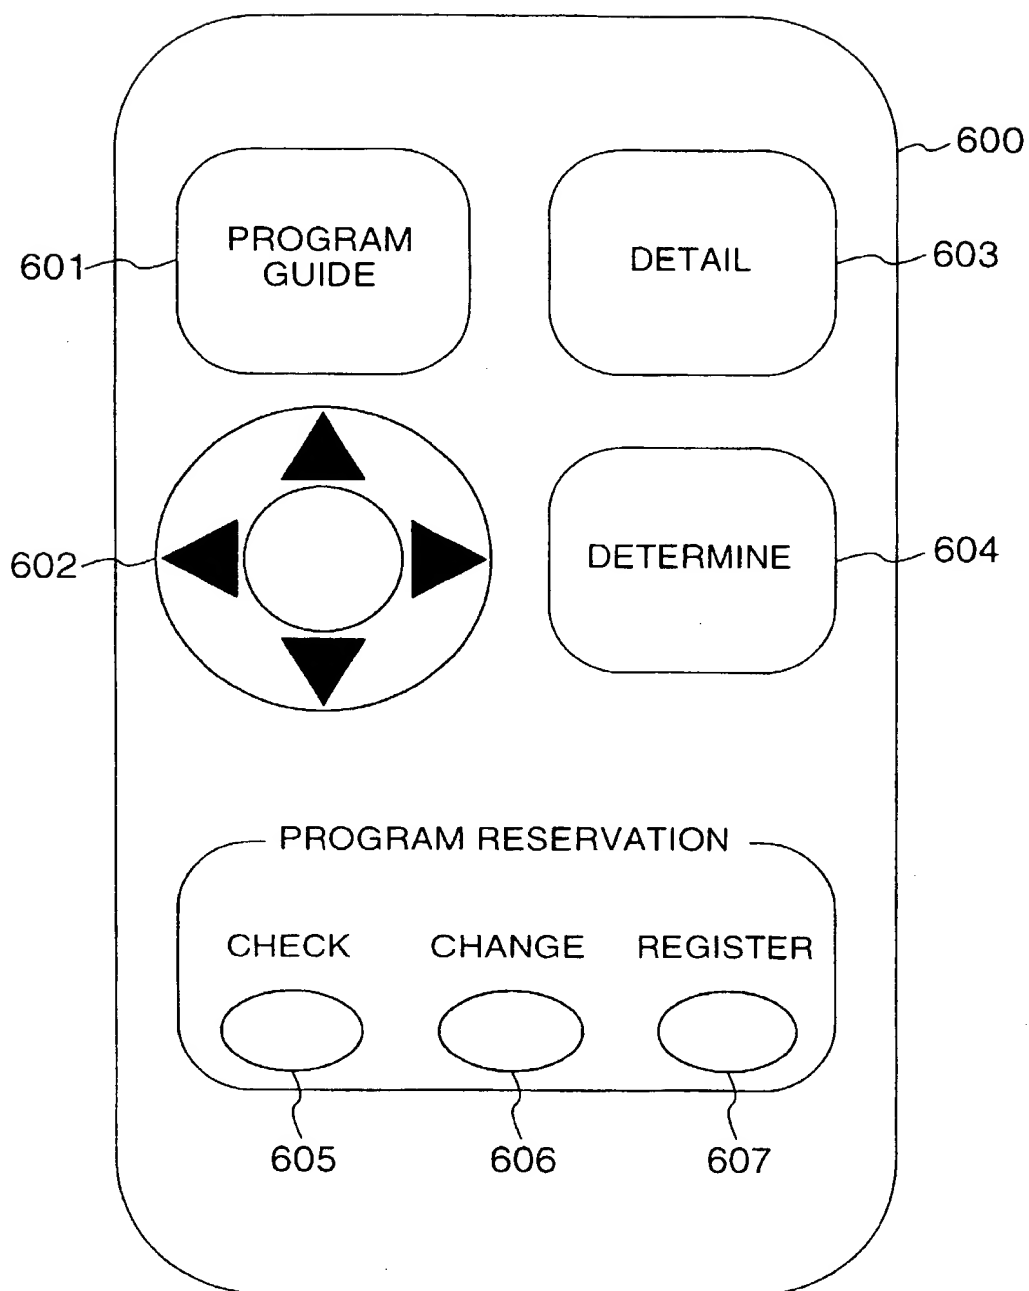 600
PROGRAM
GUIDE
601
DETAIL
603
602
DETERMINE
604
PROGRAM RESERVATION
CHECK
CHANGE
REGISTER
605
606
607